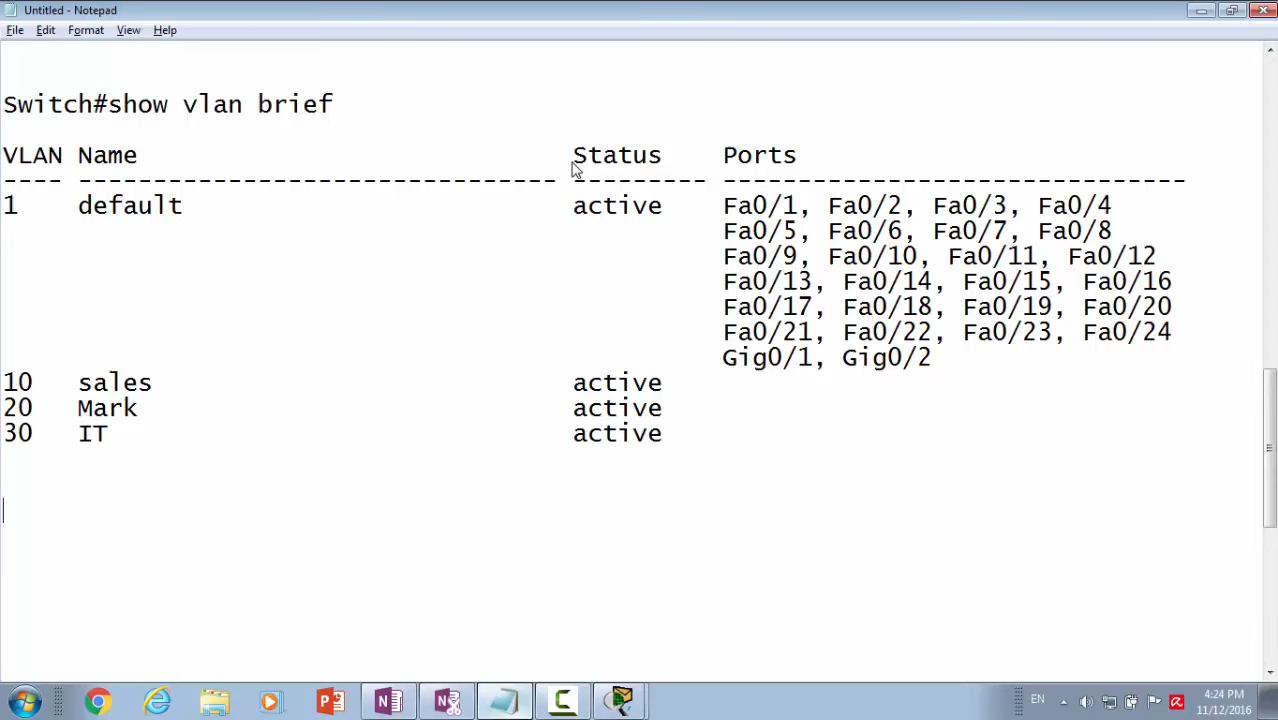 Untitled - Notepad
File Edit Format View Help
Switch#show vlan brief
VLAN Name Status Ports
---- -------------------------------- --------- -------------------------------
1 default active Fa0/1, Fa0/2, Fa0/3, Fa0/4
Fa0/5, Fa0/6, Fa0/7, Fa0/8
Fa0/9, Fa0/10, Fa0/11, Fa0/12
Fa0/13, Fa0/14, Fa0/15, Fa0/16
Fa0/17, Fa0/18, Fa0/19, Fa0/20
Fa0/21, Fa0/22, Fa0/23, Fa0/24
Gig0/1, Gig0/2
10 sales active
20 Mark active
30 IT active
EN 4:24 PM
11/12/2016